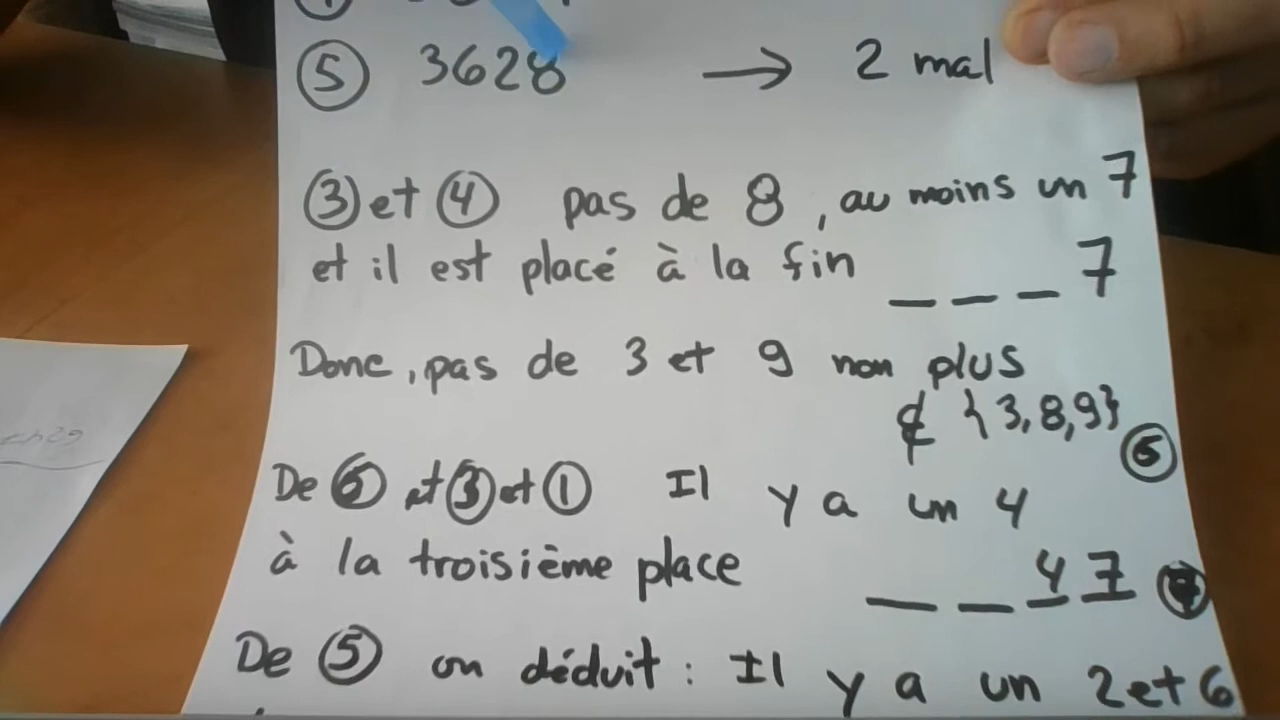 ⑤ 3628 → 2 mal
③ et ④ pas de 8, au moins un 7
et il est placé à la fin _ _ _ 7
Donc, pas de 3 et 9 non plus
∉ {3,8,9} ⑥
De ⑥ et ③ et ① Il y a un 4
à la troisième place _ _ 4 7 ⑦
De ⑤ on déduit : Il y a un 2 et 6